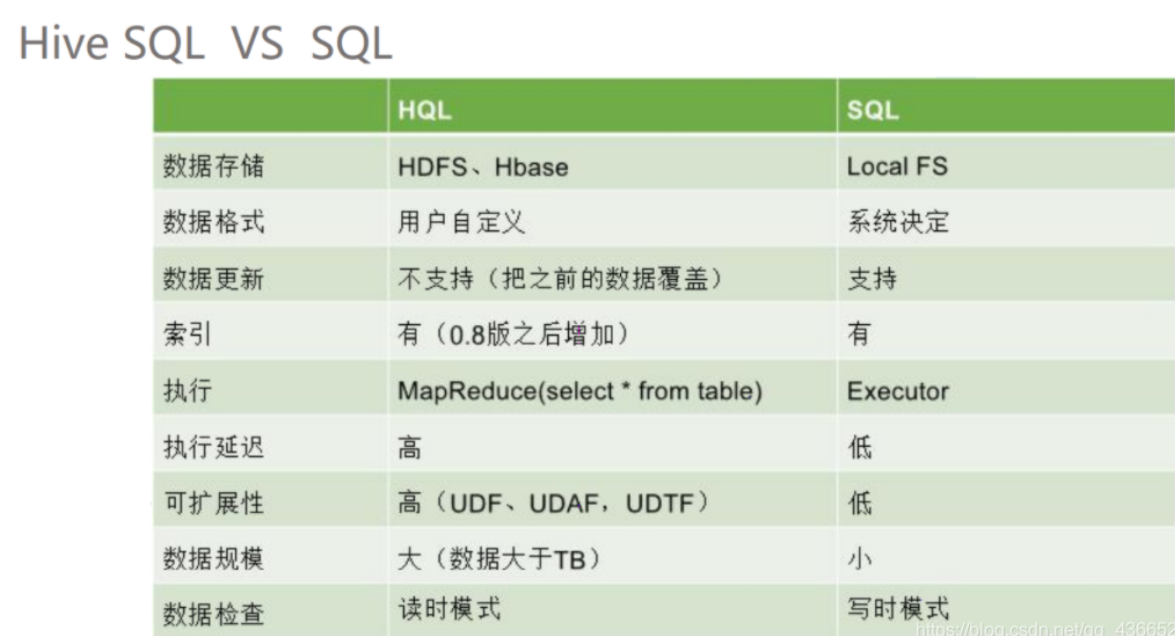 Hive SQL VS SQL
HQL SQL
数据存储 HDFS、Hbase Local FS
数据格式 用户自定义 系统决定
数据更新 不支持（把之前的数据覆盖） 支持
索引 有（0.8版之后增加） 有
执行 MapReduce(select * from table) Executor
执行延迟 高 低
可扩展性 高（UDF、UDAF，UDTF） 低
数据规模 大（数据大于TB） 小
数据检查 读时模式 写时模式
https://blog.csdn.net/qq_436652